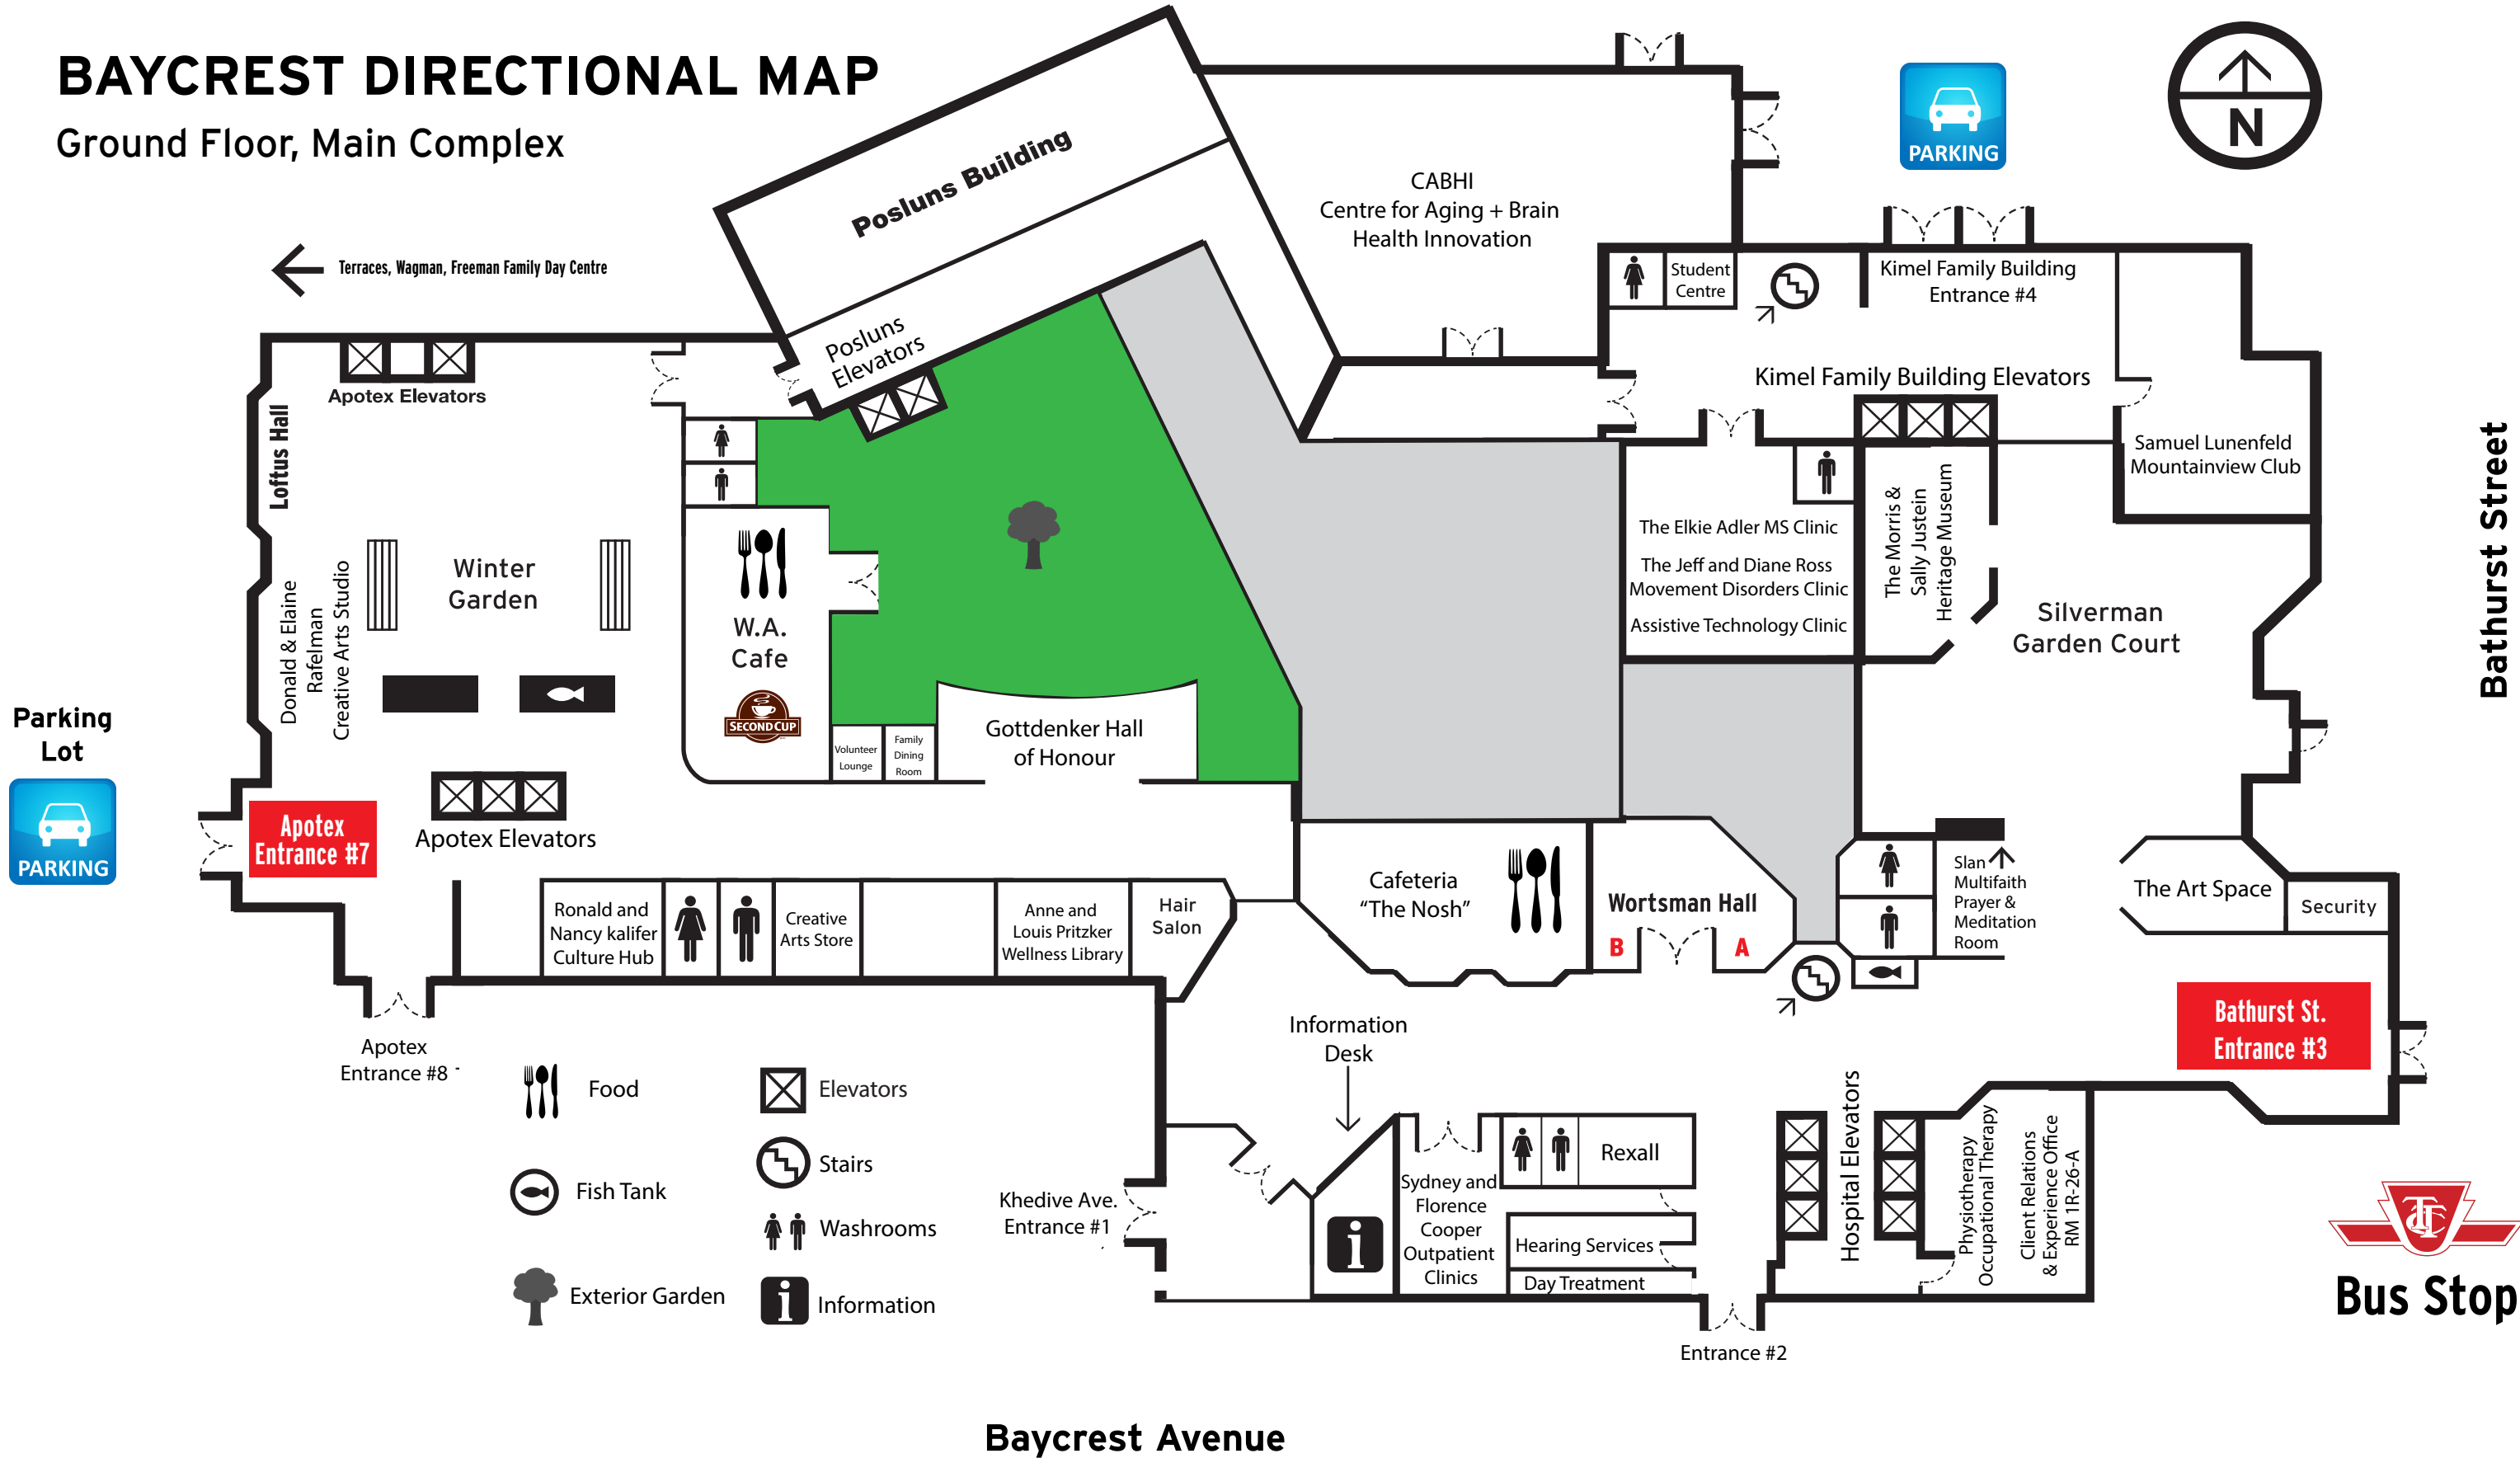 BAYCREST DIRECTIONAL MAP
Ground Floor, Main Complex
Terraces, Wagman, Freeman Family Day Centre
Posluns Building
Posluns
Elevators
CABHI
Centre for Aging + Brain
Health Innovation
PARKING
N
Student
Centre
Kimel Family Building
Entrance #4
Kimel Family Building Elevators
Samuel Lunenfeld
Mountainview Club
Bathurst Street
Apotex Elevators
Loftus Hall
Winter
Garden
Donald & Elaine
Rafelman
Creative Arts Studio
W.A.
Cafe
SECOND CUP
Volunteer
Lounge
Family
Dining
Room
Gottdenker Hall
of Honour
The Elkie Adler MS Clinic
The Jeff and Diane Ross
Movement Disorders Clinic
Assistive Technology Clinic
The Morris &
Sally Justein
Heritage Museum
Silverman
Garden Court
Parking
Lot
PARKING
Apotex
Entrance #7
Apotex Elevators
Ronald and
Nancy kalifer
Culture Hub
Creative
Arts Store
Anne and
Louis Pritzker
Wellness Library
Hair
Salon
Cafeteria
“The Nosh”
Wortsman Hall
B
A
Slan
Multifaith
Prayer &
Meditation
Room
The Art Space
Security
Bathurst St.
Entrance #3
Apotex
Entrance #8
Information
Desk
Food
Elevators
Stairs
Fish Tank
Washrooms
Exterior Garden
Information
Khedive Ave.
Entrance #1
Sydney and
Florence
Cooper
Outpatient
Clinics
Rexall
Hearing Services
Day Treatment
Hospital Elevators
Physiotherapy
Occupational Therapy
Client Relations
& Experience Office
RM 1R-26-A
TTC
Bus Stop
Entrance #2
Baycrest Avenue